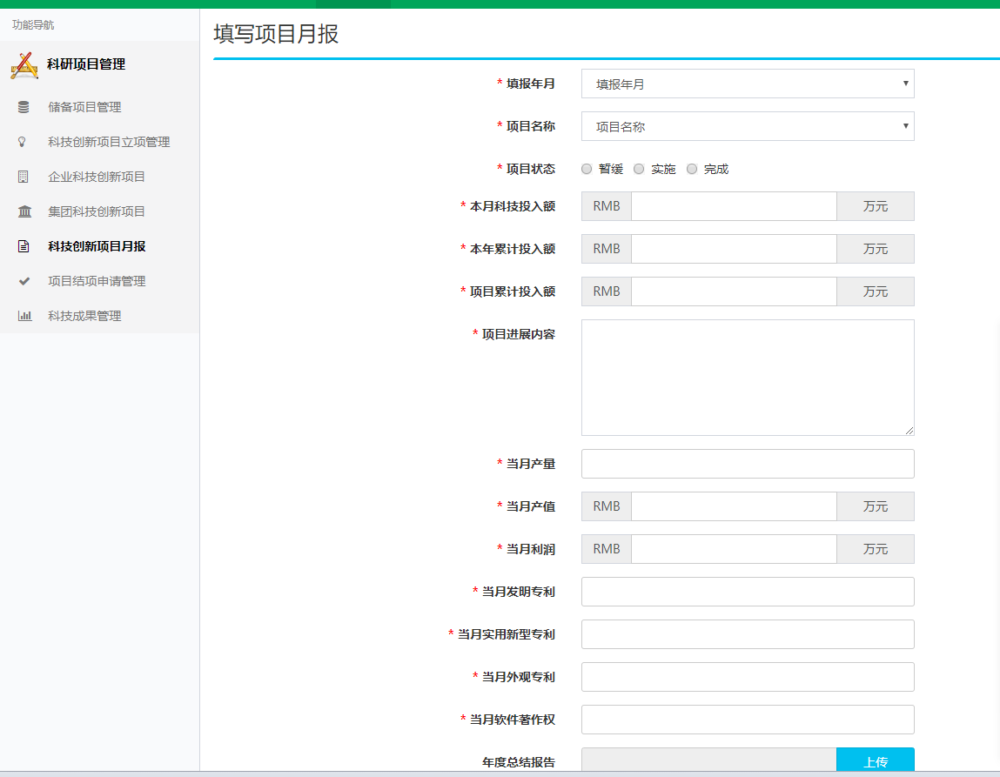 功能导航
科研项目管理
储备项目管理
科技创新项目立项管理
企业科技创新项目
集团科技创新项目
科技创新项目月报
项目结项申请管理
科技成果管理
填写项目月报
* 填报年月 填报年月
* 项目名称 项目名称
* 项目状态 暂缓 实施 完成
* 本月科技投入额 RMB 万元
* 本年累计投入额 RMB 万元
* 项目累计投入额 RMB 万元
* 项目进展内容
* 当月产量
* 当月产值 RMB 万元
* 当月利润 RMB 万元
* 当月发明专利
* 当月实用新型专利
* 当月外观专利
* 当月软件著作权
年度总结报告 上传